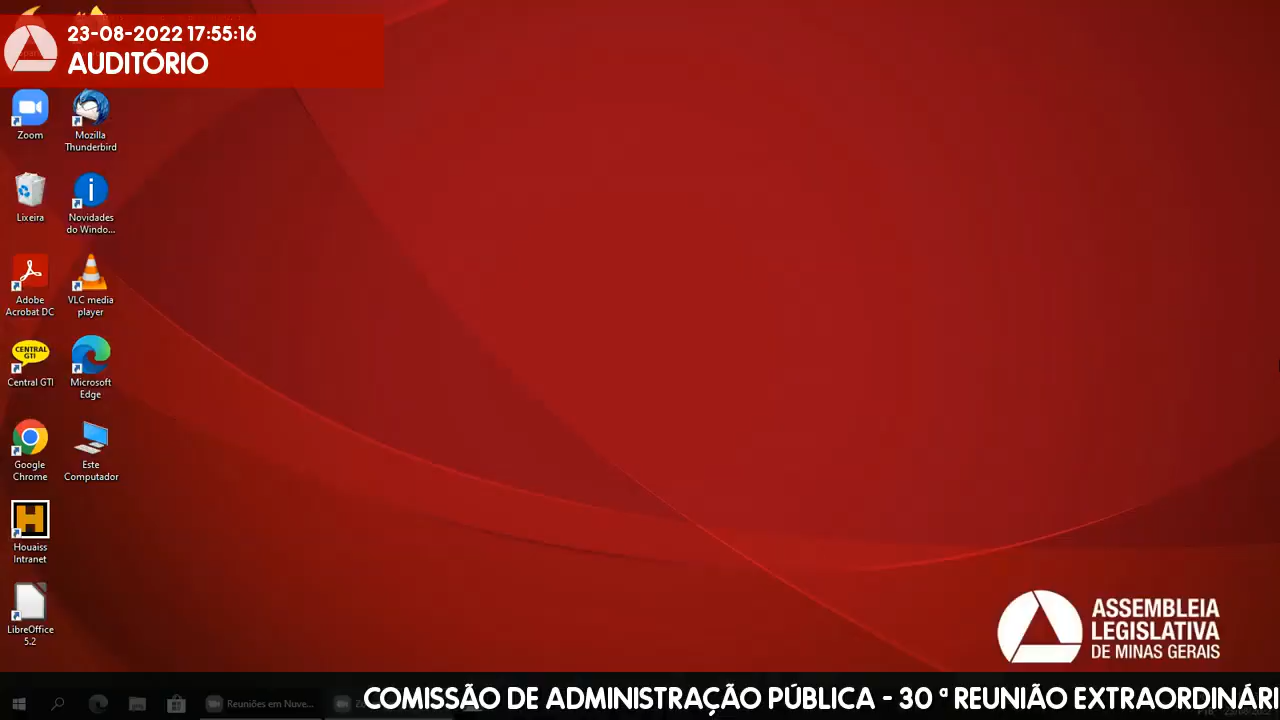 23-08-2022 17:55:16
AUDITÓRIO
Zoom
Mozilla
Thunderbird
Lixeira
Novidades
do Windo...
Adobe
Acrobat DC
VLC media
player
CENTRAL
GTI
Central GTI
Microsoft
Edge
Google
Chrome
Este
Computador
Houaiss
Intranet
LibreOffice
5.2
ASSEMBLEIA
LEGISLATIVA
DE MINAS GERAIS
Reuniões em Nuve...
COMISSÃO DE ADMINISTRAÇÃO PÚBLICA - 30 ª REUNIÃO EXTRAORDINÁRI